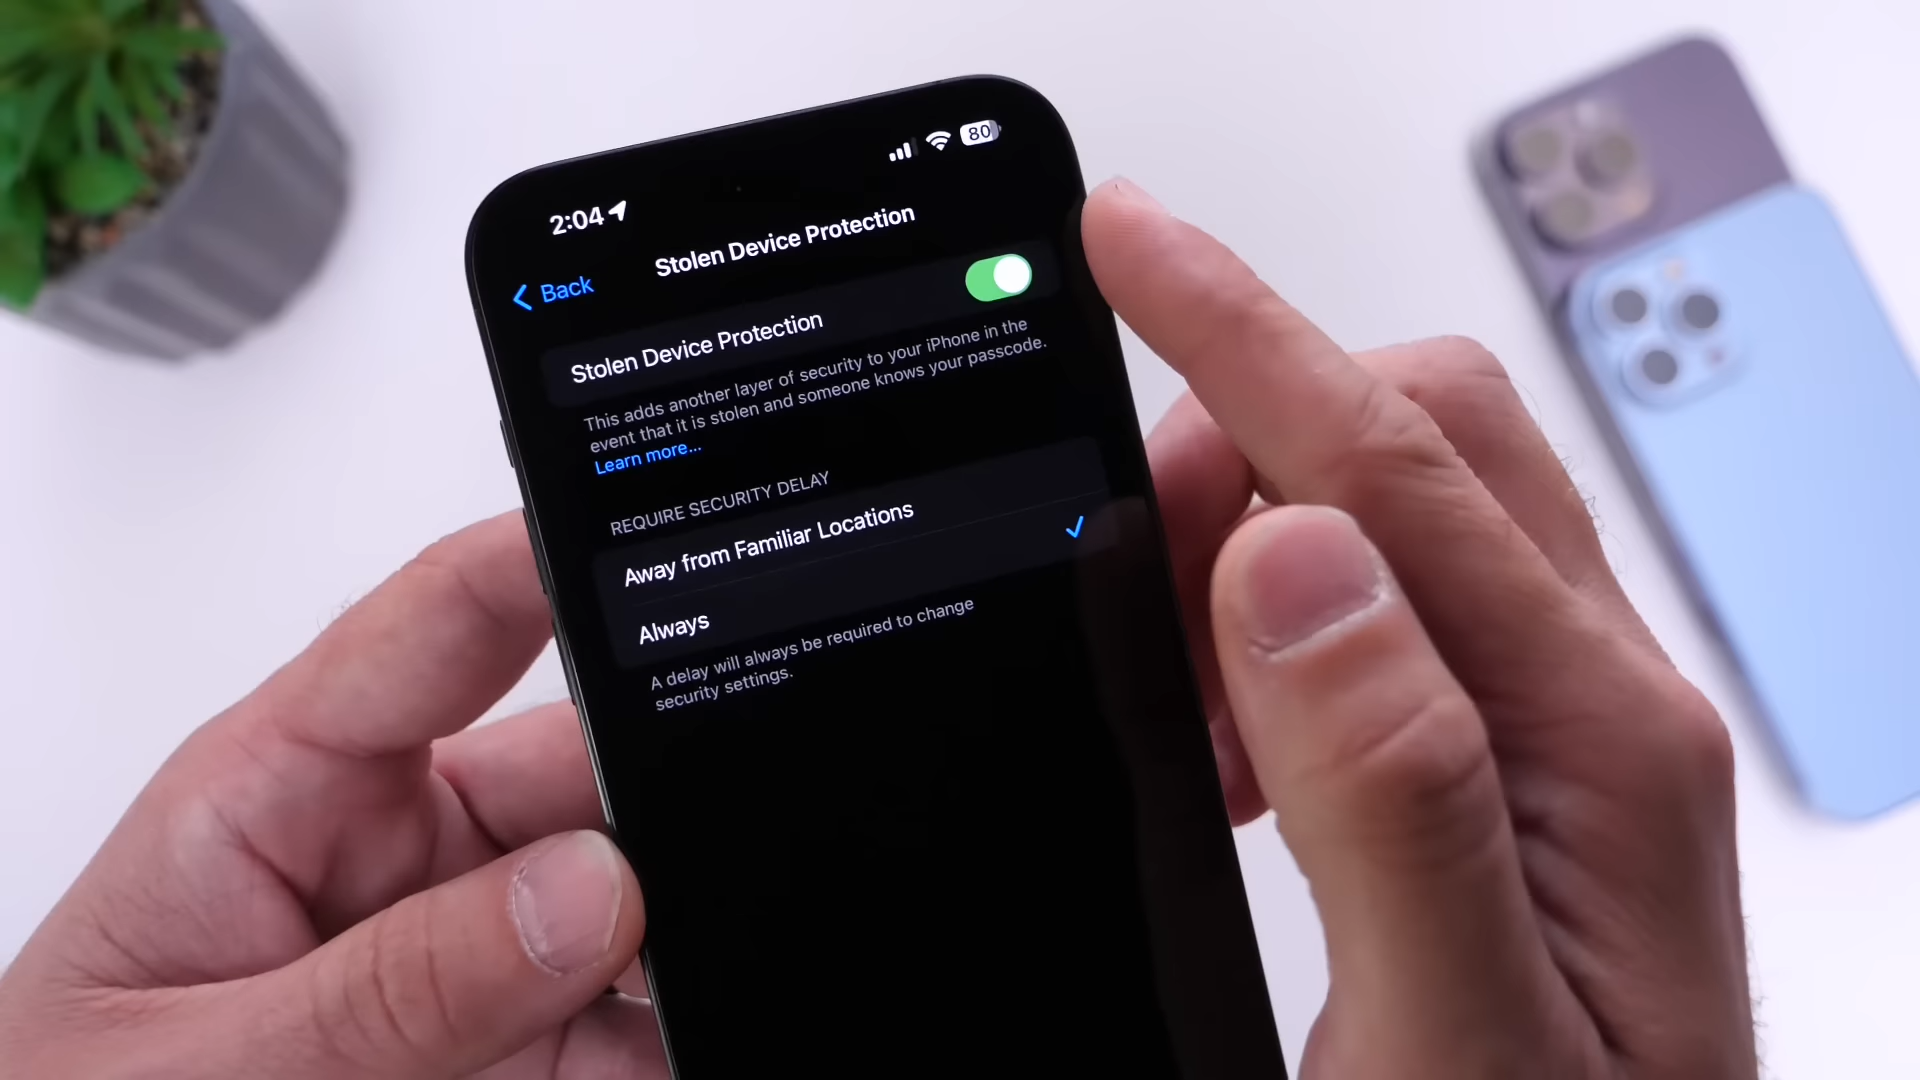 2:04
80
Back
Stolen Device Protection
Stolen Device Protection
This adds another layer of security to your iPhone in the
event that it is stolen and someone knows your passcode.
Learn more...
REQUIRE SECURITY DELAY
Away from Familiar Locations
Always
A delay will always be required to change
security settings.